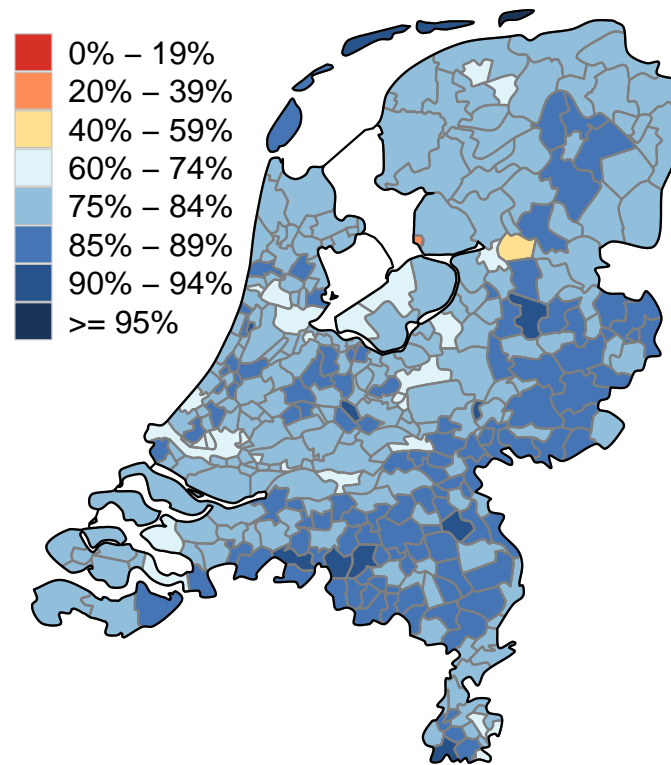 0% – 19%
20% – 39%
40% – 59%
60% – 74%
75% – 84%
85% – 89%
90% – 94%
>= 95%